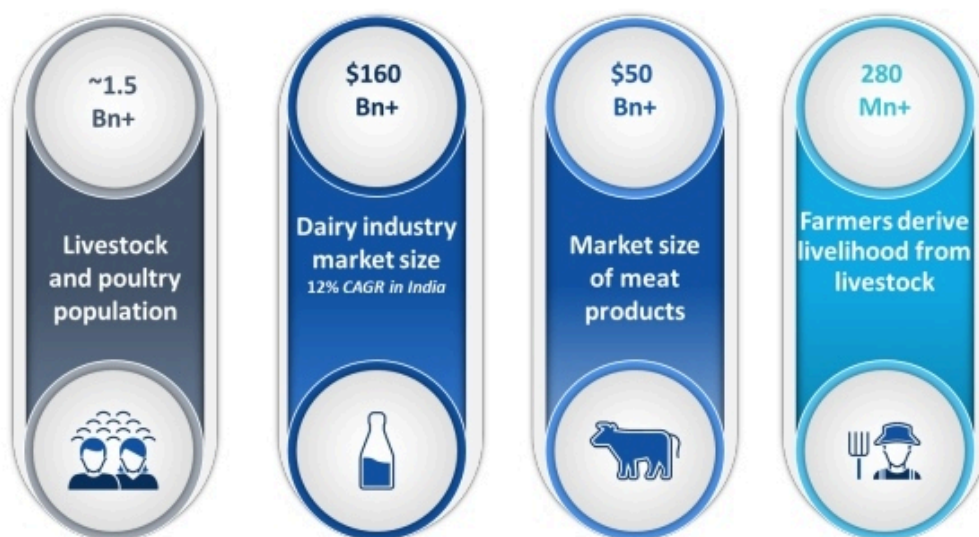 ~1.5
Bn+
Livestock
and poultry
population
$160
Bn+
Dairy industry
market size
12% CAGR in India
$50
Bn+
Market size
of meat
products
280
Mn+
Farmers derive
livelihood from
livestock